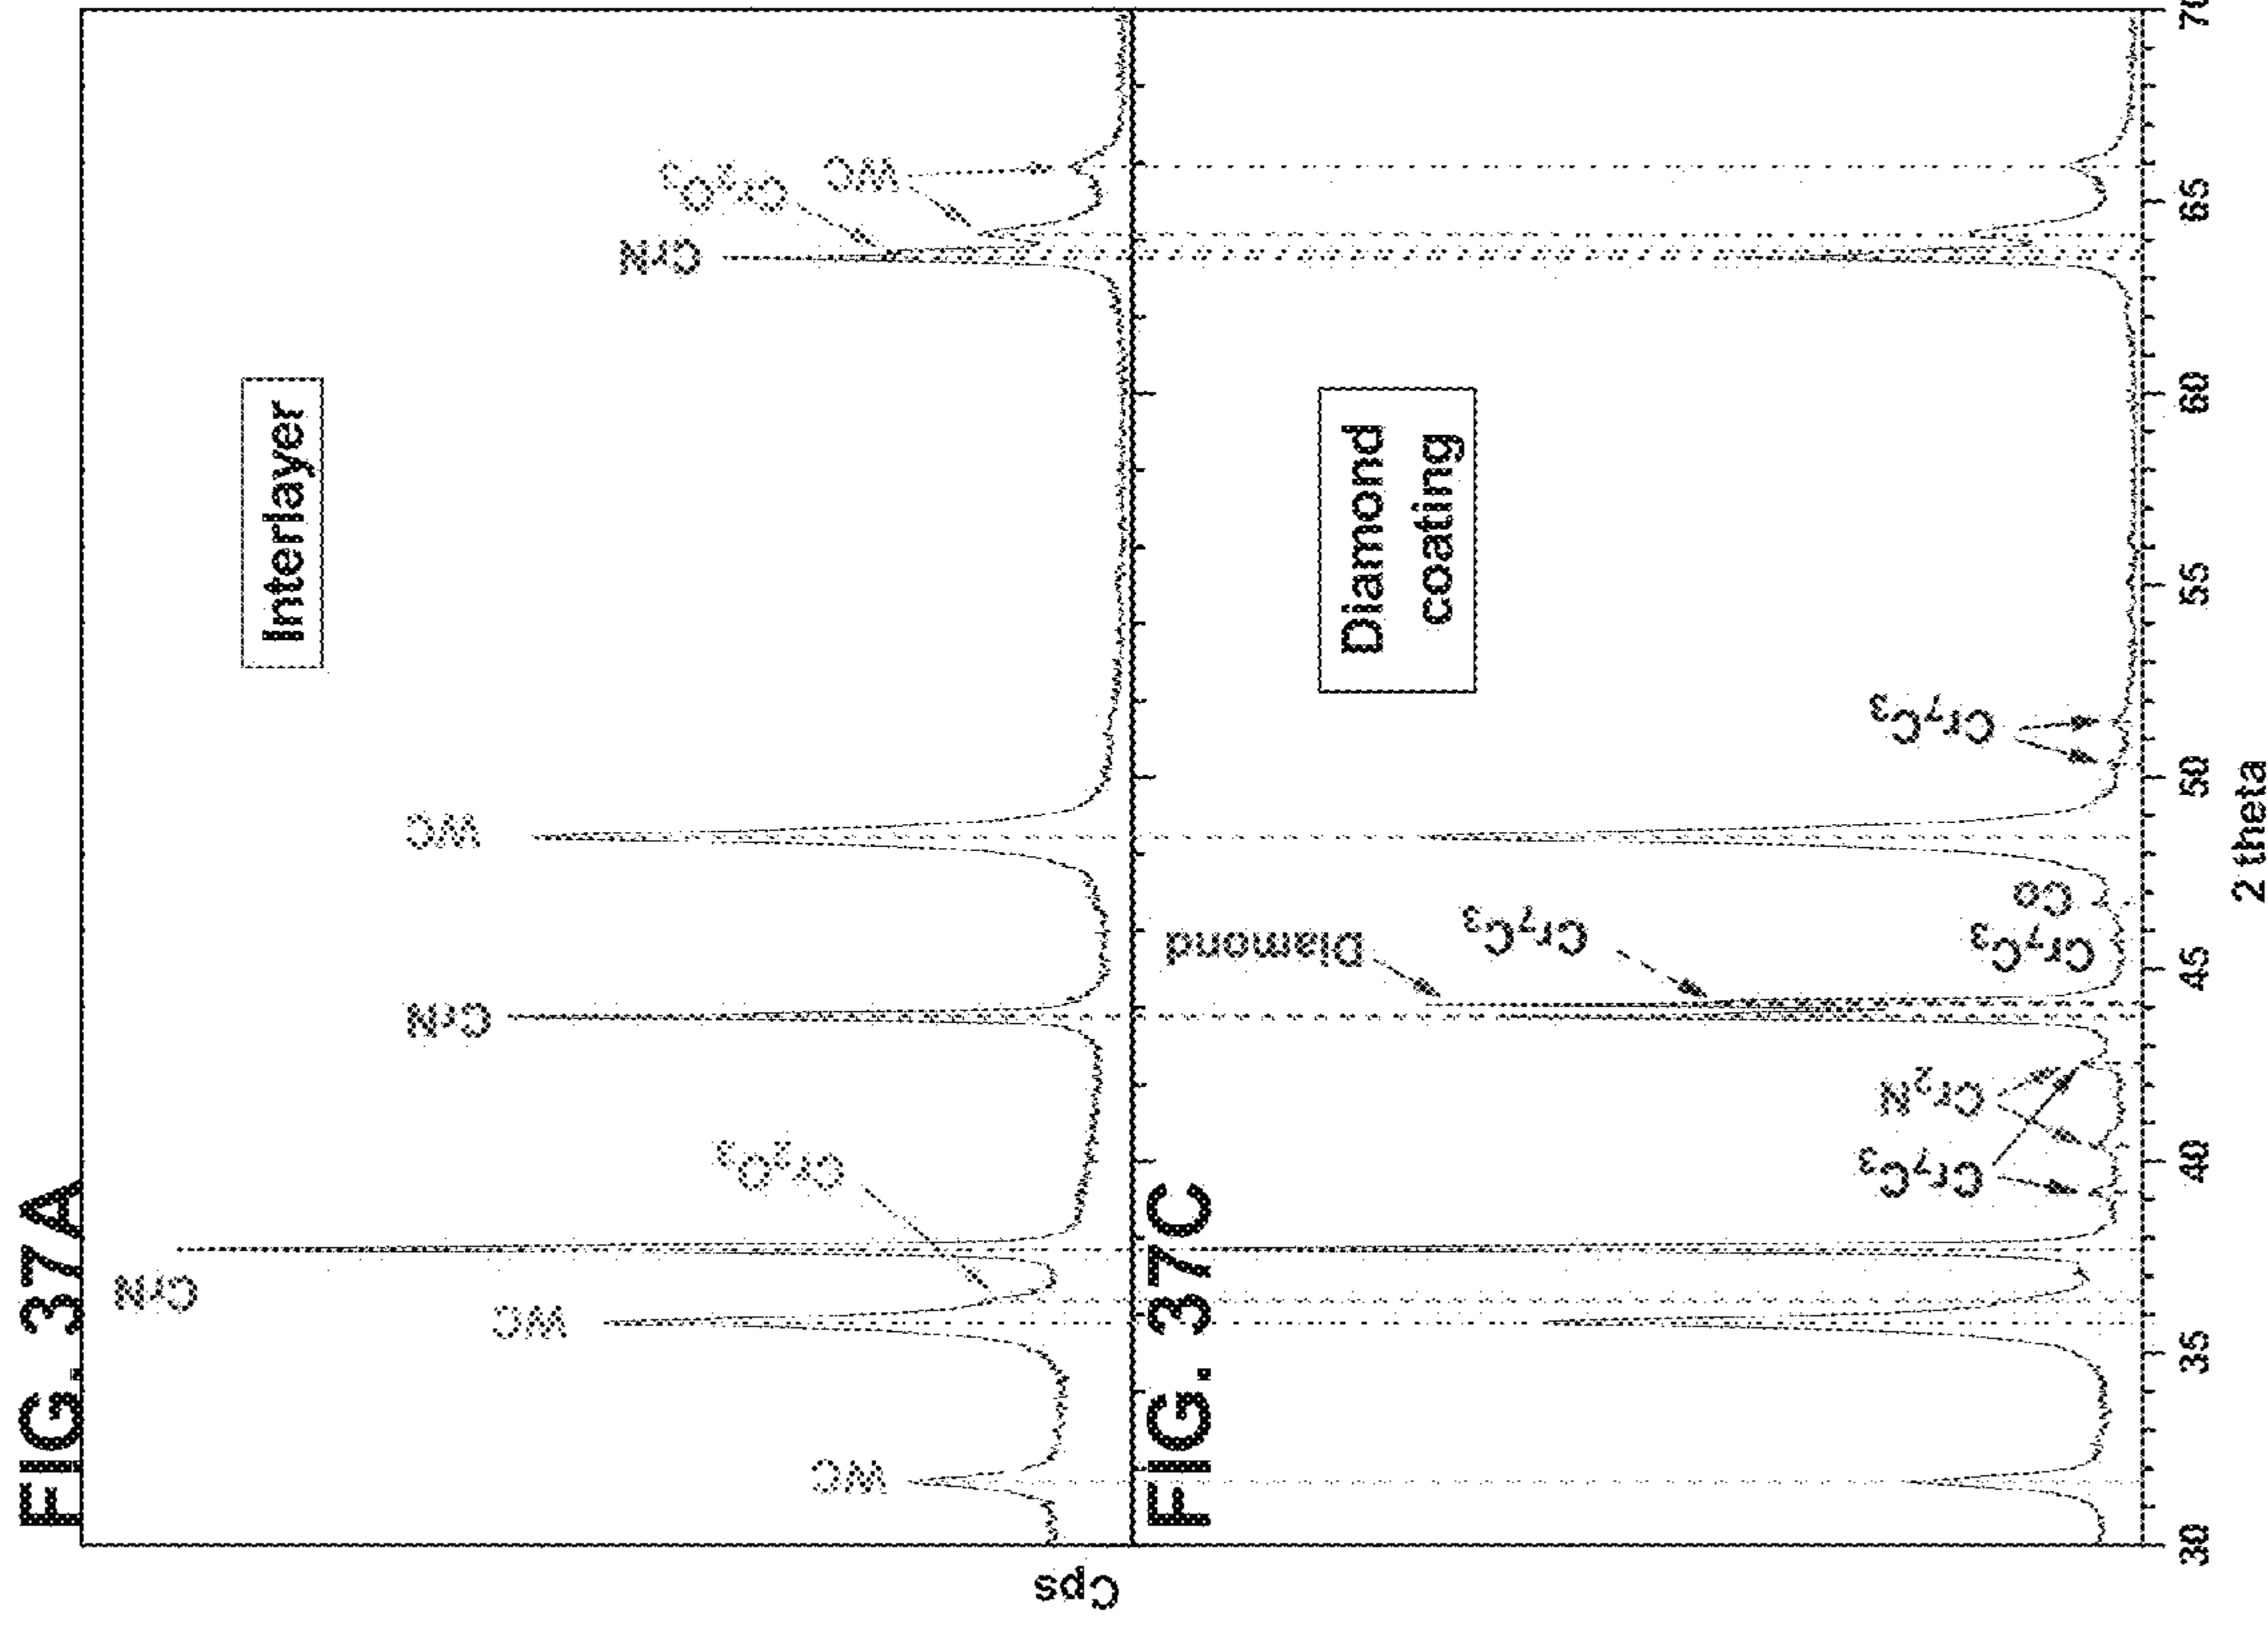 FIG. 37A
CrN
WC
Cr₂O₃
WC
CrN
WC
Interlayer
CrN
Cr₂O₃
WC
Cps
FIG. 37C
Diamond
Cr₇C₃
Cr₇C₃
Cr₂N
Cr₇C₃
Co
Cr₇C₃
Diamond
coating
30 35 40 45 50 55 60 65 70
2 theta